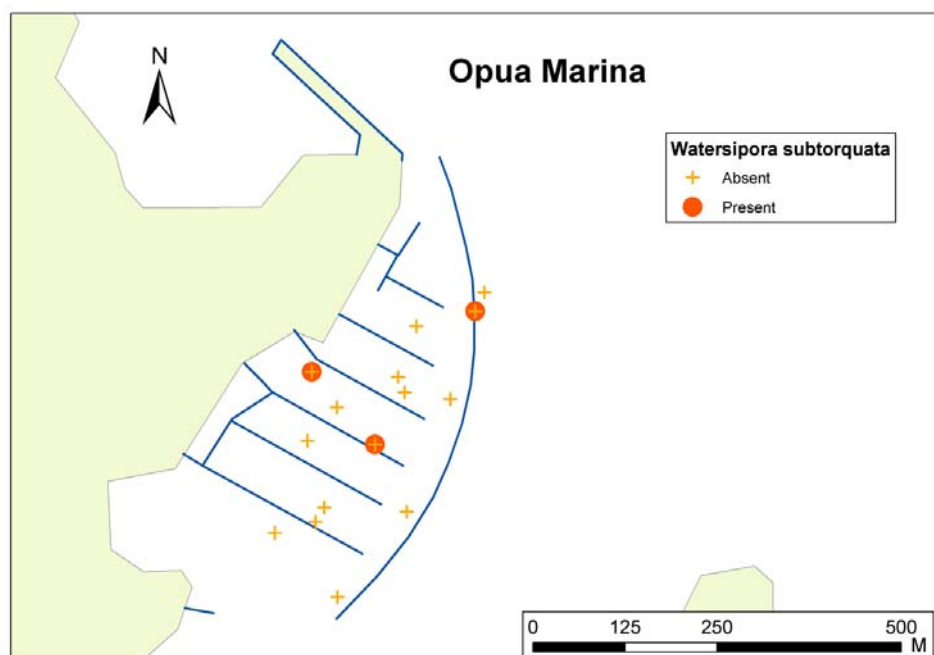 Opua Marina
N
Watersipora subtorquata
Absent
Present
0 125 250 500
M